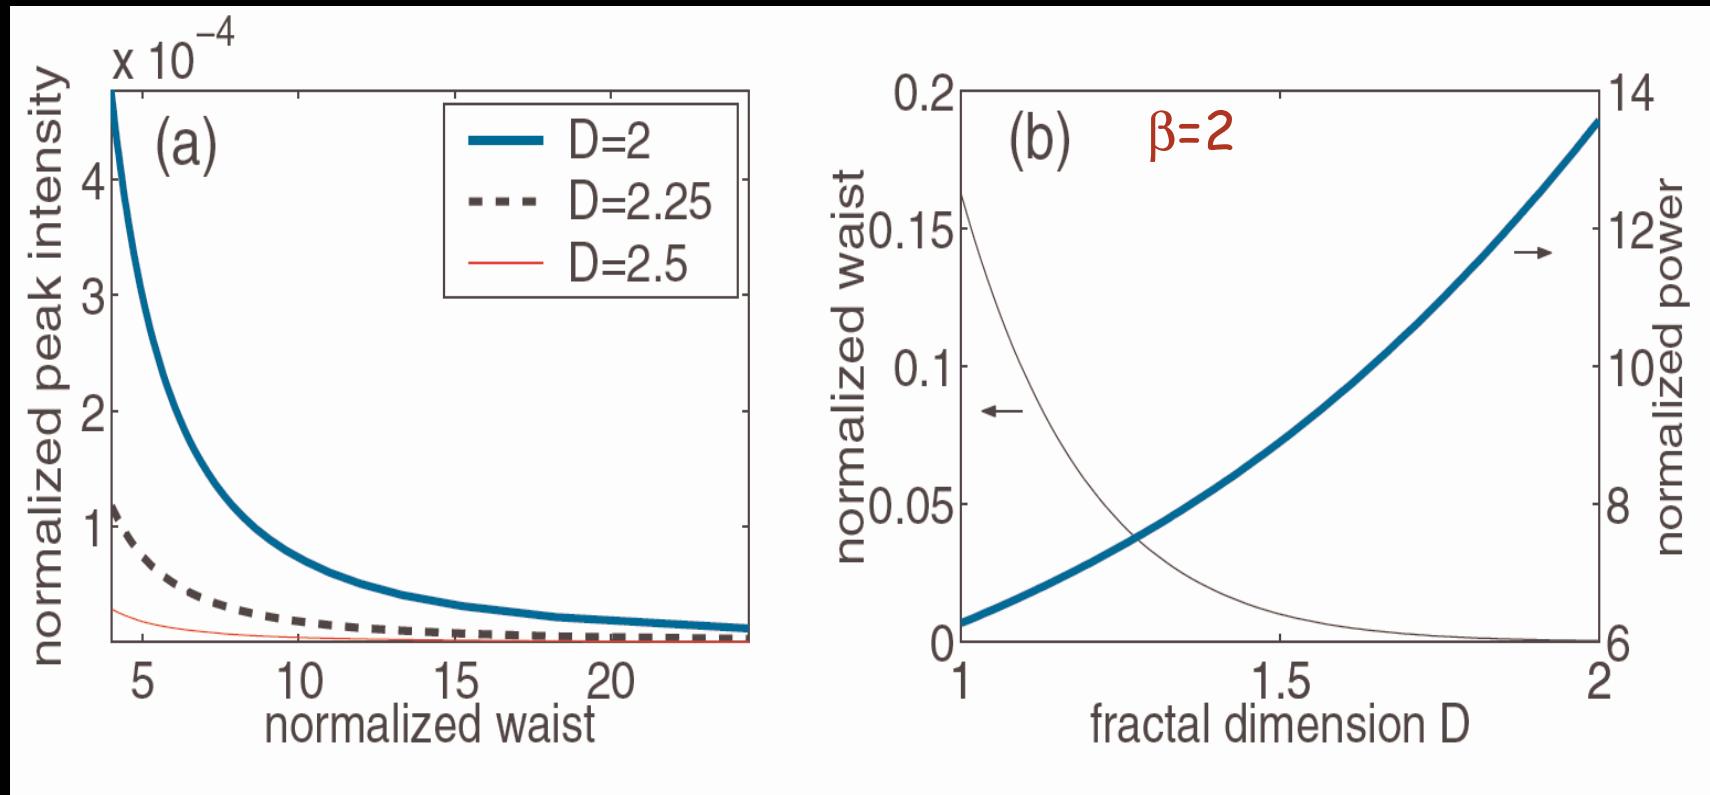 x 10⁻⁴
normalized peak intensity
4
3
2
1
5 10 15 20
normalized waist
(a)
D=2
D=2.25
D=2.5
(b)
β=2
normalized waist
0.2
0.15
0.1
0.05
0
14
12
10
8
6
normalized power
1 1.5 2
fractal dimension D